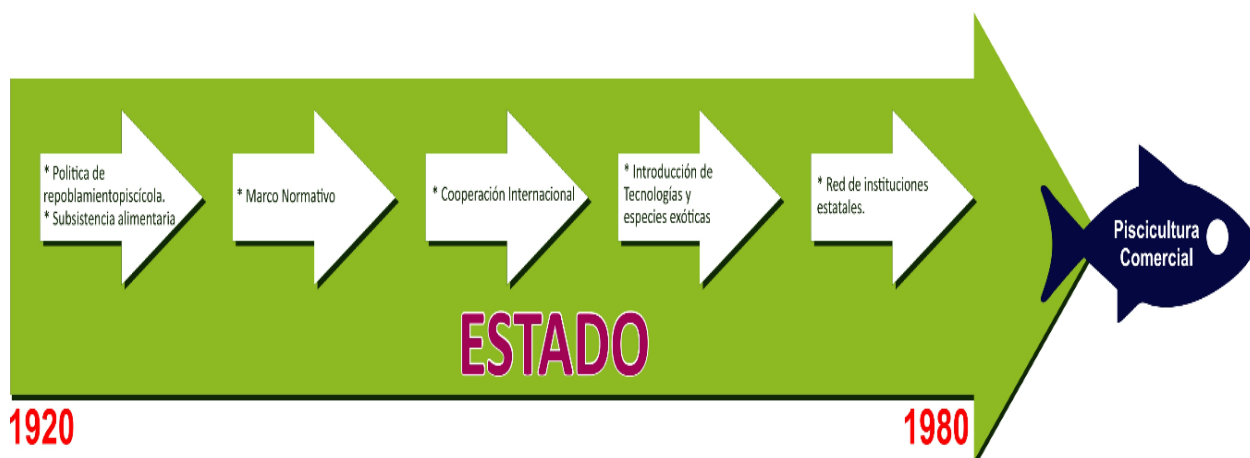 * Politica de
repoblamientopiscícola.
* Subsistencia alimentaria
* Marco Normativo
* Cooperación Internacional
* Introducción de
Tecnologías y
especies exóticas
* Red de instituciones
estatales.
Piscicultura
Comercial
ESTADO
1920
1980